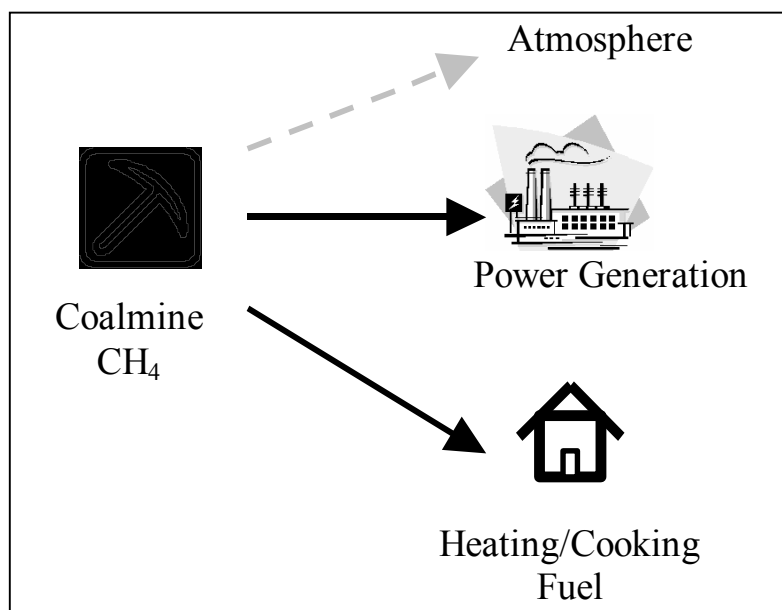 Atmosphere
Power Generation
Coalmine
CH₄
Heating/Cooking
Fuel